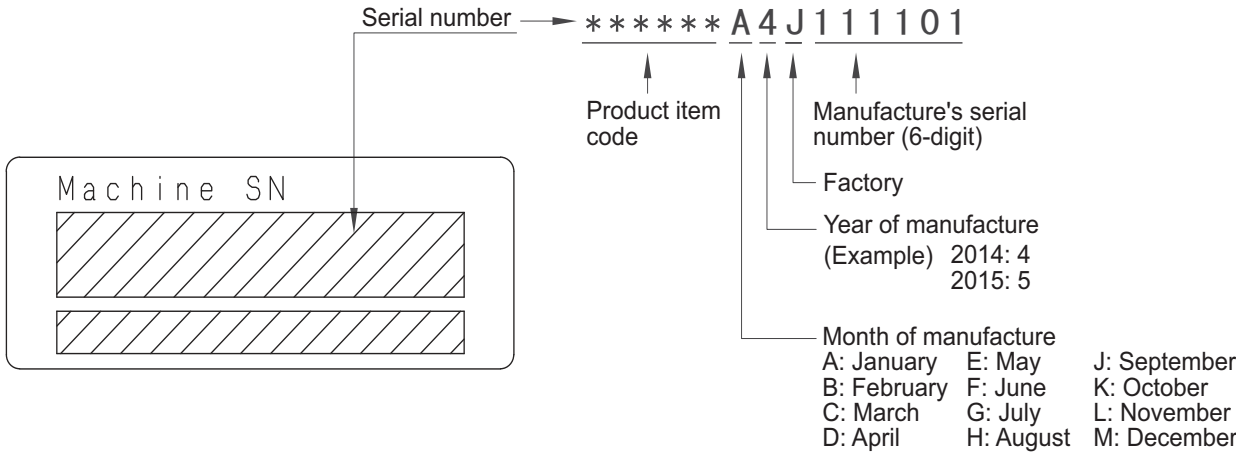 Serial number
******A4J111101
Product item
code
Manufacture's serial
number (6-digit)
Machine SN
Factory
Year of manufacture
(Example) 2014: 4
2015: 5
Month of manufacture
A: January E: May J: September
B: February F: June K: October
C: March G: July L: November
D: April H: August M: December